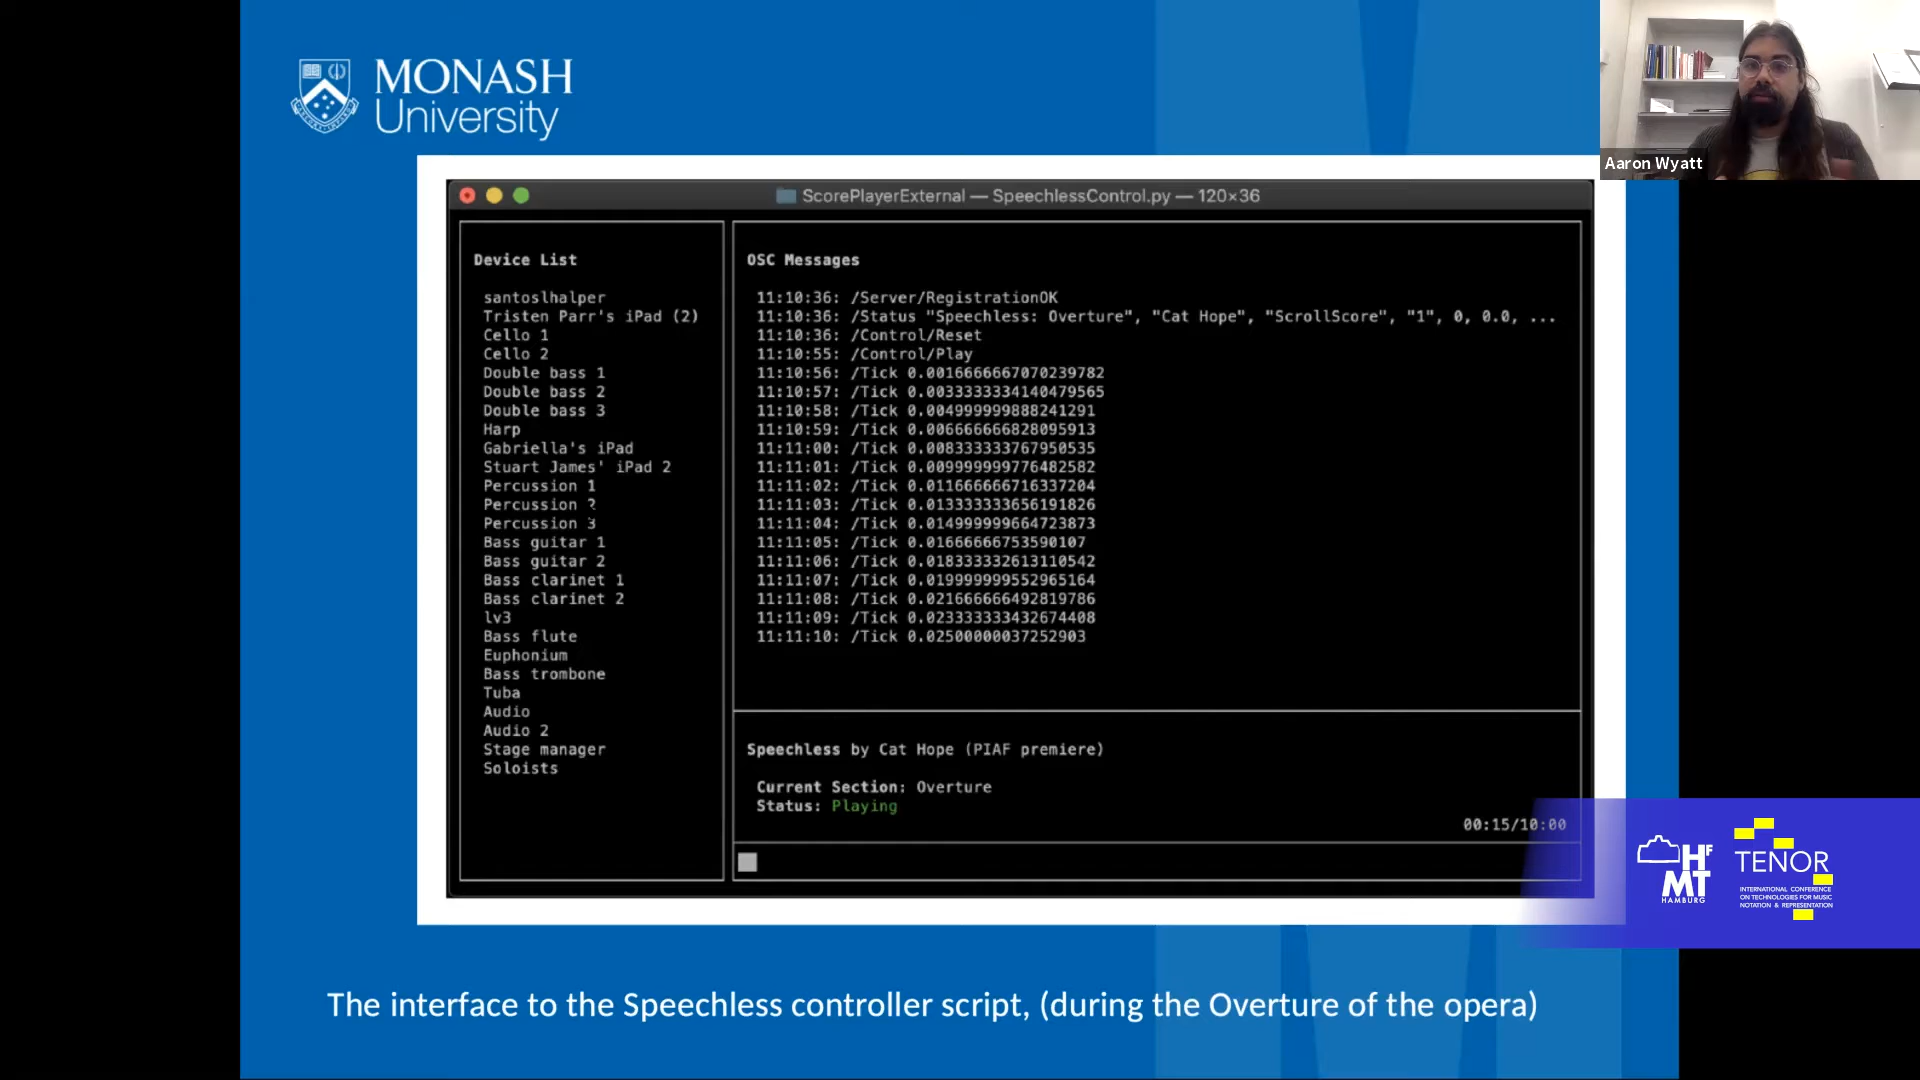 MONASH
University
Aaron Wyatt
ScorePlayerExternal — SpeechlessControl.py — 120×36
Device List
santoslhalper
Tristen Parr's iPad (2)
Cello 1
Cello 2
Double bass 1
Double bass 2
Double bass 3
Harp
Gabriella's iPad
Stuart James' iPad 2
Percussion 1
Percussion 2
Percussion 3
Bass guitar 1
Bass guitar 2
Bass clarinet 1
Bass clarinet 2
lv3
Bass flute
Euphonium
Bass trombone
Tuba
Audio
Audio 2
Stage manager
Soloists
OSC Messages
11:10:36: /Server/RegistrationOK
11:10:36: /Status "Speechless: Overture", "Cat Hope", "ScrollScore", "1", 0, 0.0, ...
11:10:36: /Control/Reset
11:10:55: /Control/Play
11:10:56: /Tick 0.0016666667070239782
11:10:57: /Tick 0.0033333334140479565
11:10:58: /Tick 0.004999999888241291
11:10:59: /Tick 0.006666666828095913
11:11:00: /Tick 0.008333333767950535
11:11:01: /Tick 0.009999999776482582
11:11:02: /Tick 0.011666666716337204
11:11:03: /Tick 0.013333333656191826
11:11:04: /Tick 0.014999999664723873
11:11:05: /Tick 0.01666666753590107
11:11:06: /Tick 0.018333332613110542
11:11:07: /Tick 0.019999999552965164
11:11:08: /Tick 0.021666666492819786
11:11:09: /Tick 0.023333333432674408
11:11:10: /Tick 0.02500000037252903
Speechless by Cat Hope (PIAF premiere)
Current Section: Overture
Status: Playing
00:15/10:00
HF
MT
HAMBURG
TENOR
INTERNATIONAL CONFERENCE
ON TECHNOLOGIES FOR MUSIC
NOTATION & REPRESENTATION
The interface to the Speechless controller script, (during the Overture of the opera)